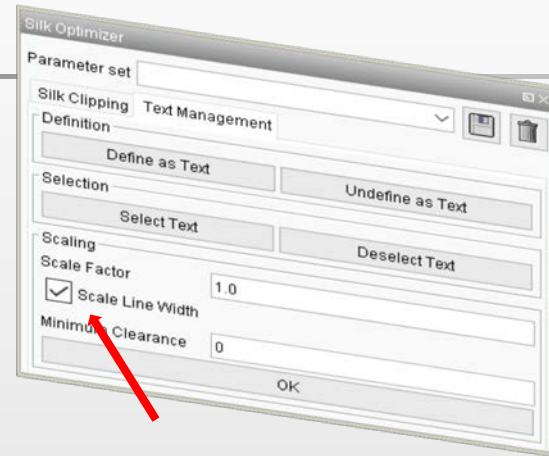 Silk Optimizer
Parameter set
Silk Clipping Text Management
Definition
Define as Text Undefine as Text
Selection
Select Text Deselect Text
Scaling
Scale Factor 1.0
Scale Line Width
Minimum Clearance 0
OK